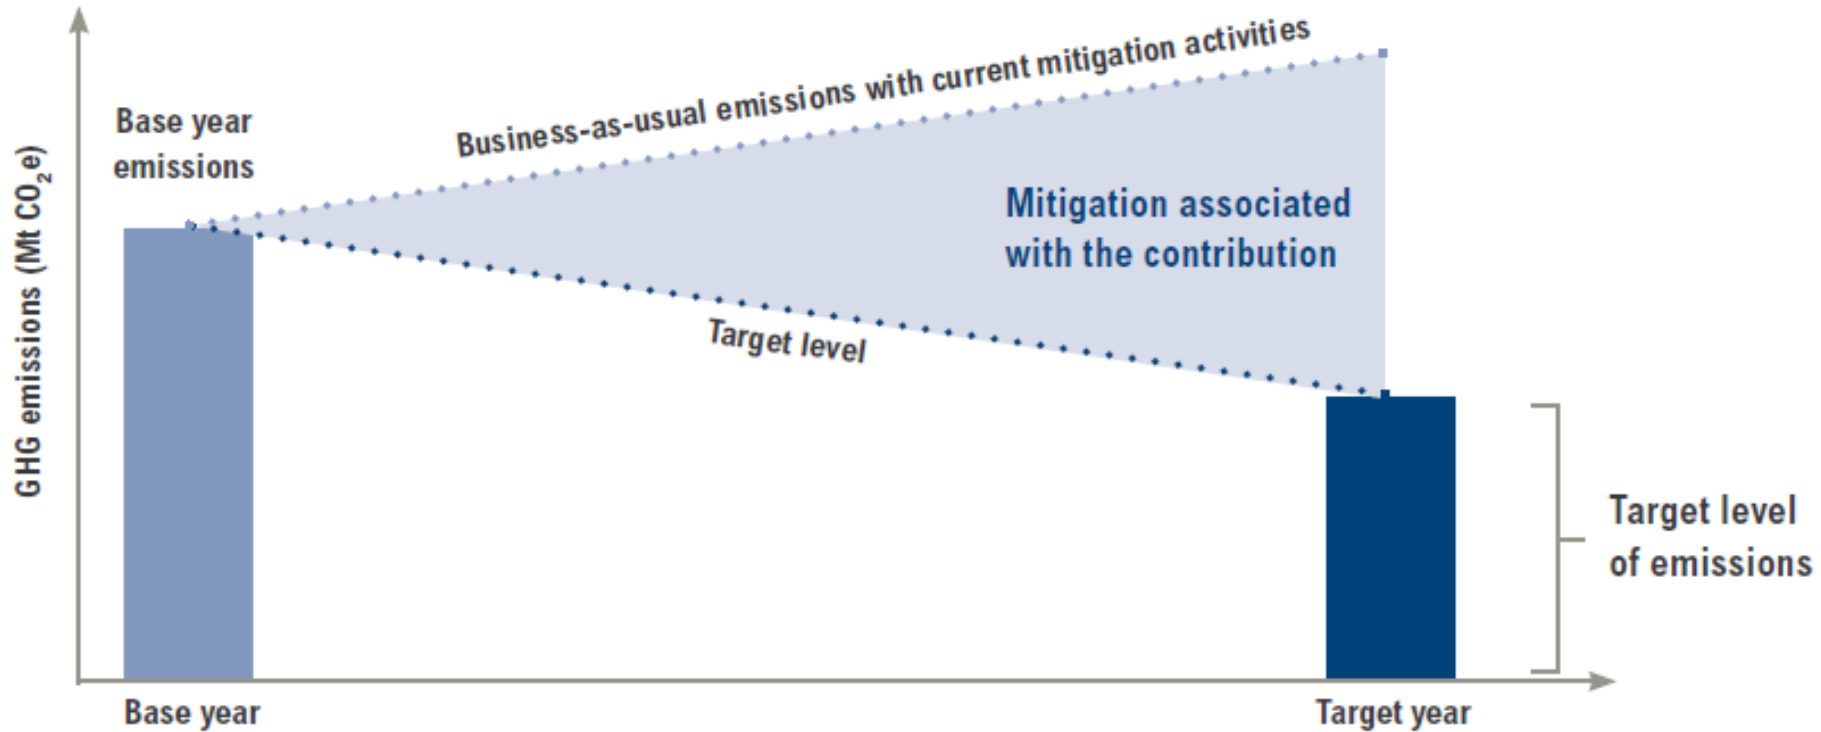 GHG emissions (Mt CO₂e)
Base year
emissions
Business-as-usual emissions with current mitigation activities
Mitigation associated
with the contribution
Target level
Target level
of emissions
Base year
Target year